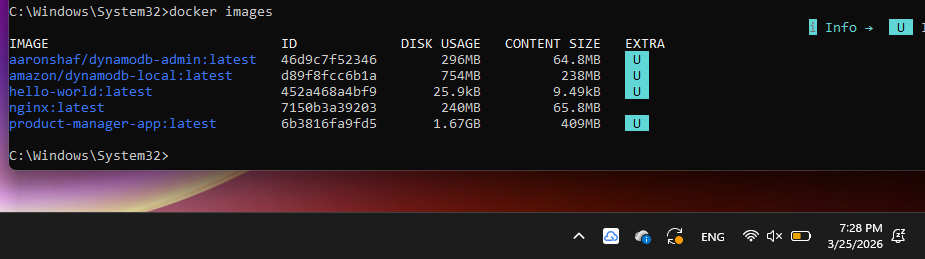 C:\Windows\System32>docker images
i Info → U
IMAGE ID DISK USAGE CONTENT SIZE EXTRA
aaronshaf/dynamodb-admin:latest 46d9c7f52346 296MB 64.8MB U
amazon/dynamodb-local:latest d89f8fcc6b1a 754MB 238MB U
hello-world:latest 452a468a4bf9 25.9kB 9.49kB U
nginx:latest 7150b3a39203 240MB 65.8MB
product-manager-app:latest 6b3816fa9fd5 1.67GB 409MB U
C:\Windows\System32>
ENG
7:28 PM
3/25/2026